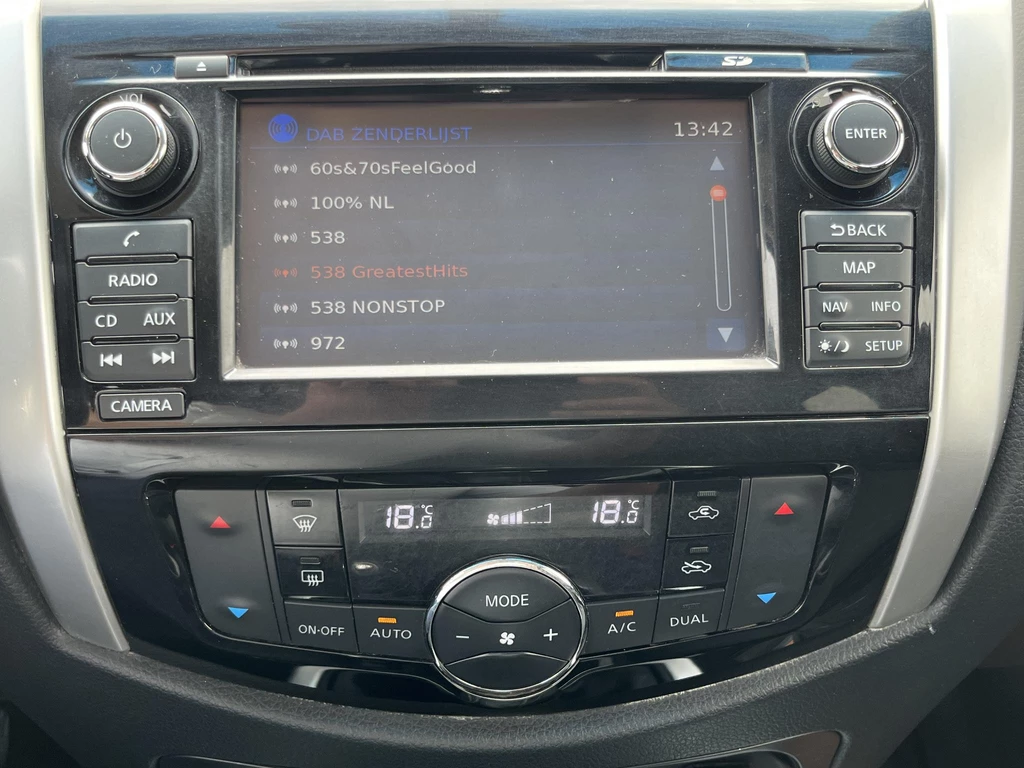 SD
VOL
DAB ZENDERLIJST 13:42
60s&70sFeelGood
100% NL
538
538 GreatestHits
538 NONSTOP
972
RADIO
CD AUX
CAMERA
ENTER
BACK
MAP
NAV INFO
SETUP
18.0°C 18.0°C
ON·OFF
AUTO
MODE
− +
A/C
DUAL